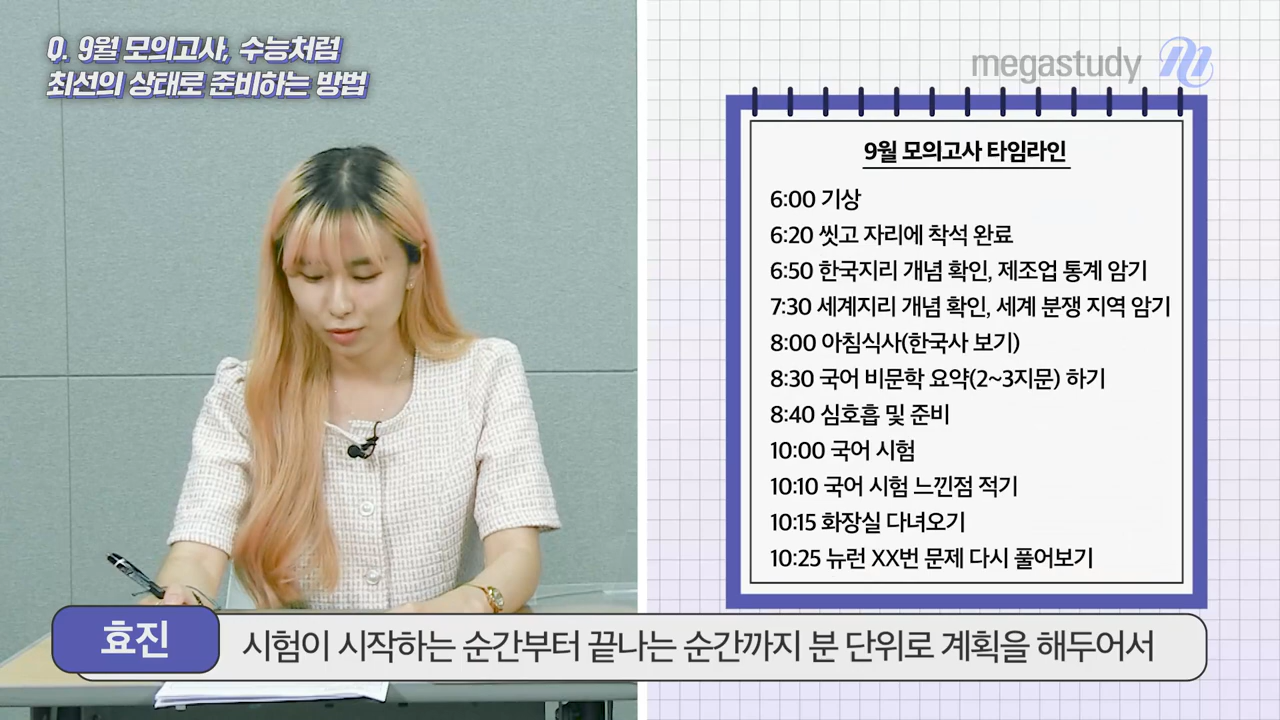 Q. 9월 모의고사, 수능처럼
최선의 상태로 준비하는 방법
megastudy
9월 모의고사 타임라인
6:00 기상
6:20 씻고 자리에 착석 완료
6:50 한국지리 개념 확인, 제조업 통계 암기
7:30 세계지리 개념 확인, 세계 분쟁 지역 암기
8:00 아침식사(한국사 보기)
8:30 국어 비문학 요약(2~3지문) 하기
8:40 심호흡 및 준비
10:00 국어 시험
10:10 국어 시험 느낀점 적기
10:15 화장실 다녀오기
10:25 뉴런 XX번 문제 다시 풀어보기
효진
시험이 시작하는 순간부터 끝나는 순간까지 분 단위로 계획을 해두어서